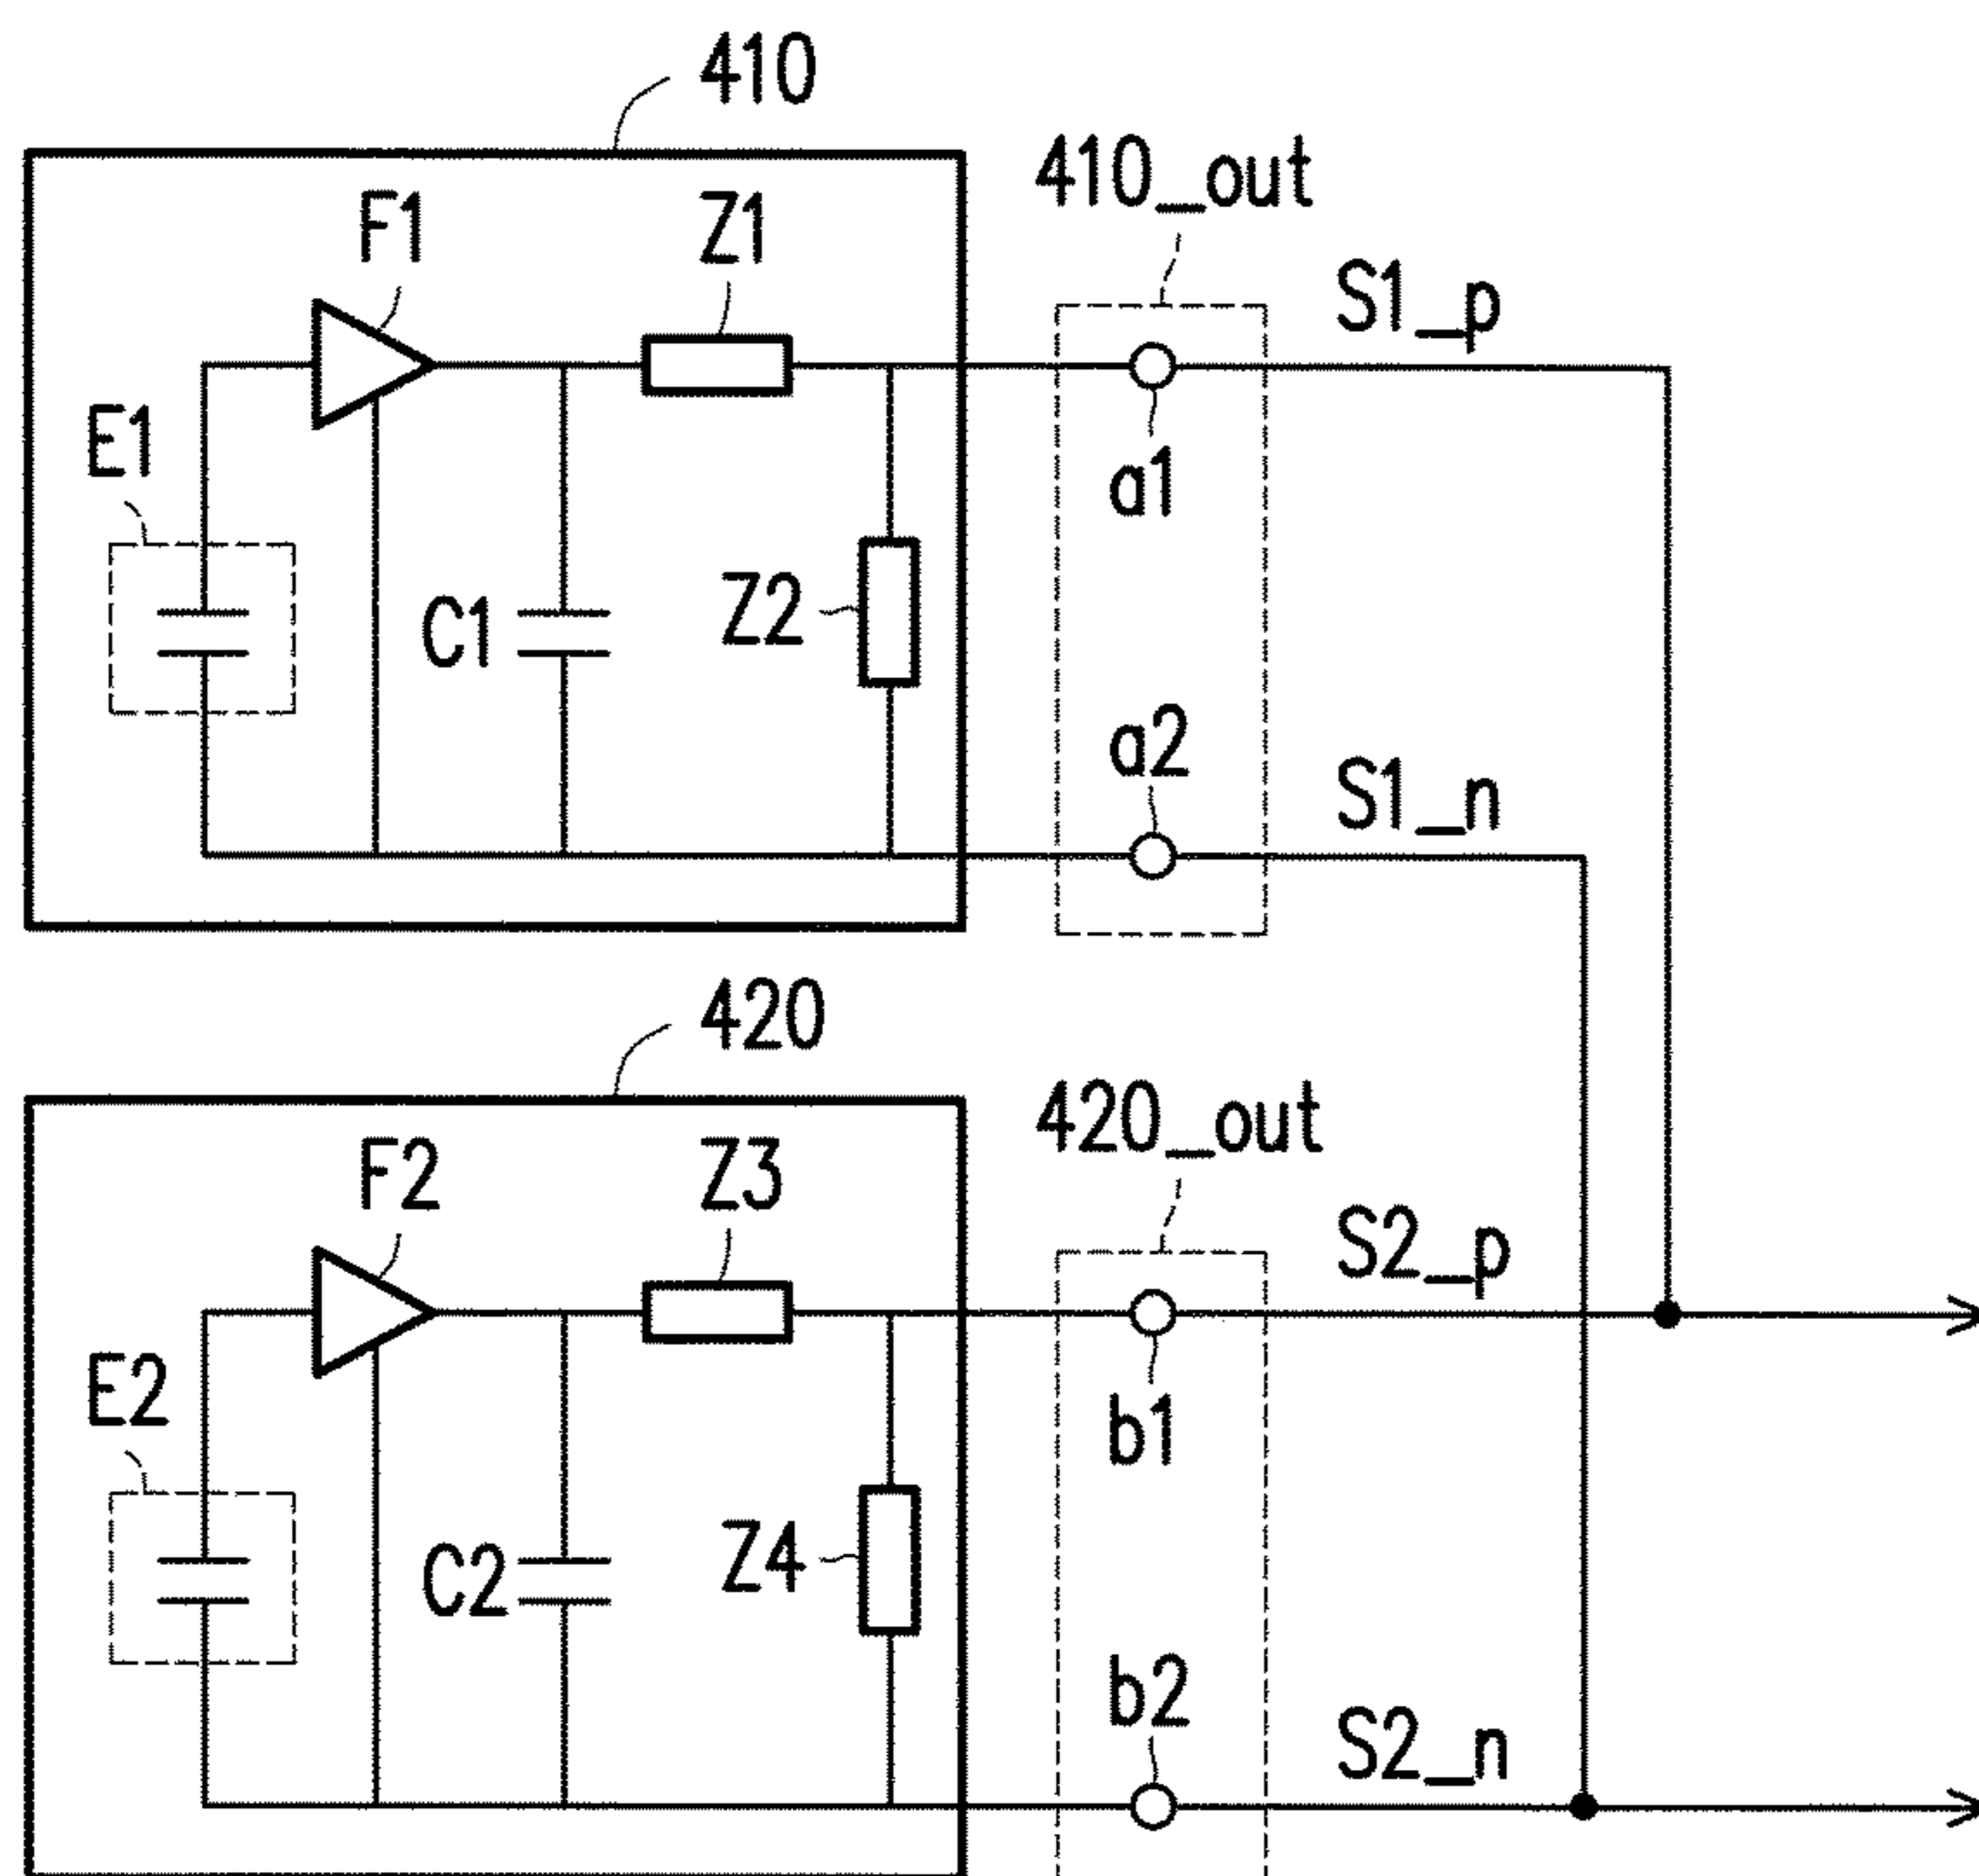 410
410_out
F1
Z1
S1_p
E1
a1
C1
Z2
a2
S1_n
420
420_out
F2
Z3
S2_p
E2
b1
C2
Z4
b2
S2_n